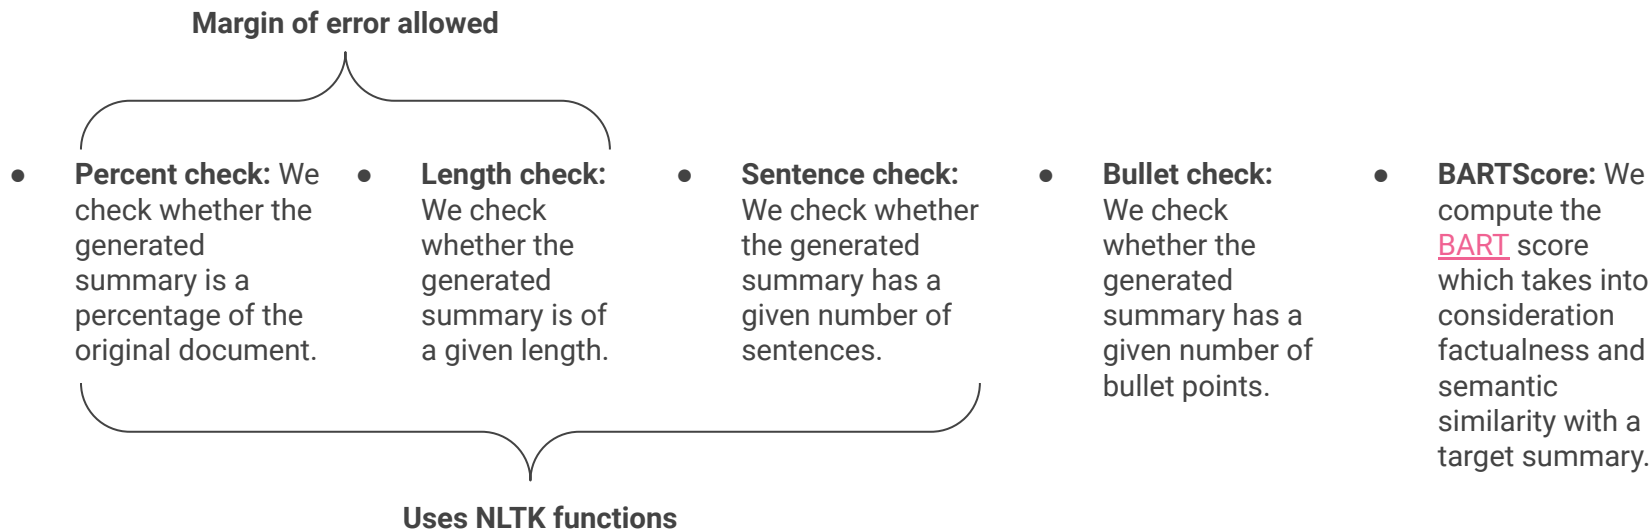 Margin of error allowed
● Percent check: We
check whether the
generated
summary is a
percentage of the
original document.
● Length check:
We check
whether the
generated
summary is of
a given length.
● Sentence check:
We check whether
the generated
summary has a
given number of
sentences.
● Bullet check:
We check
whether the
generated
summary has a
given number of
bullet points.
● BARTScore: We
compute the
BART score
which takes into
consideration
factualness and
semantic
similarity with a
target summary.
Uses NLTK functions